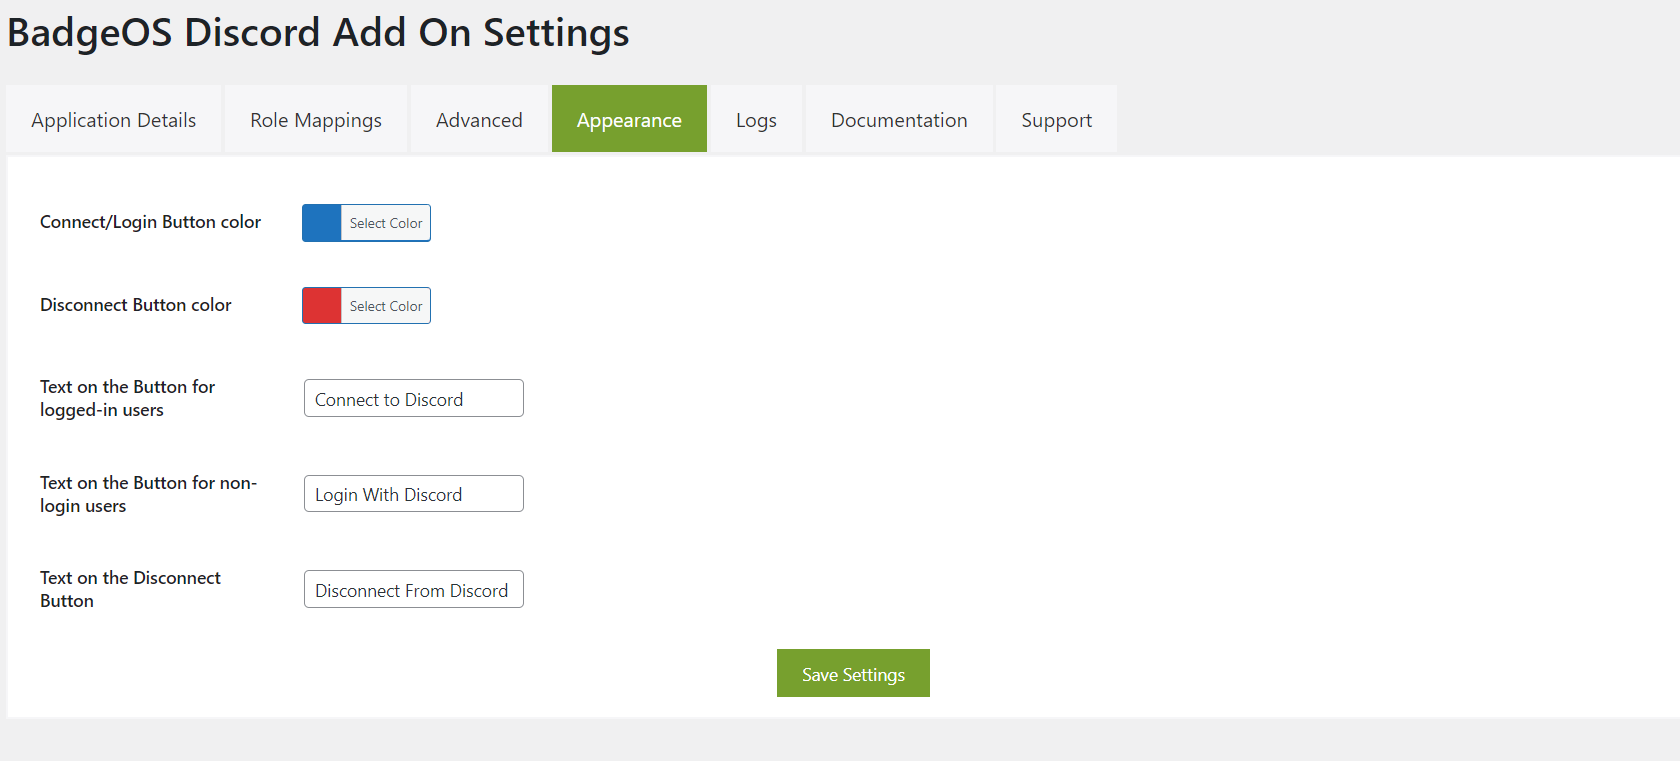 BadgeOS Discord Add On Settings
Application Details
Role Mappings
Advanced
Appearance
Logs
Documentation
Support
Connect/Login Button color
Select Color
Disconnect Button color
Select Color
Text on the Button for
logged-in users
Connect to Discord
Text on the Button for non-
login users
Login With Discord
Text on the Disconnect
Button
Disconnect From Discord
Save Settings